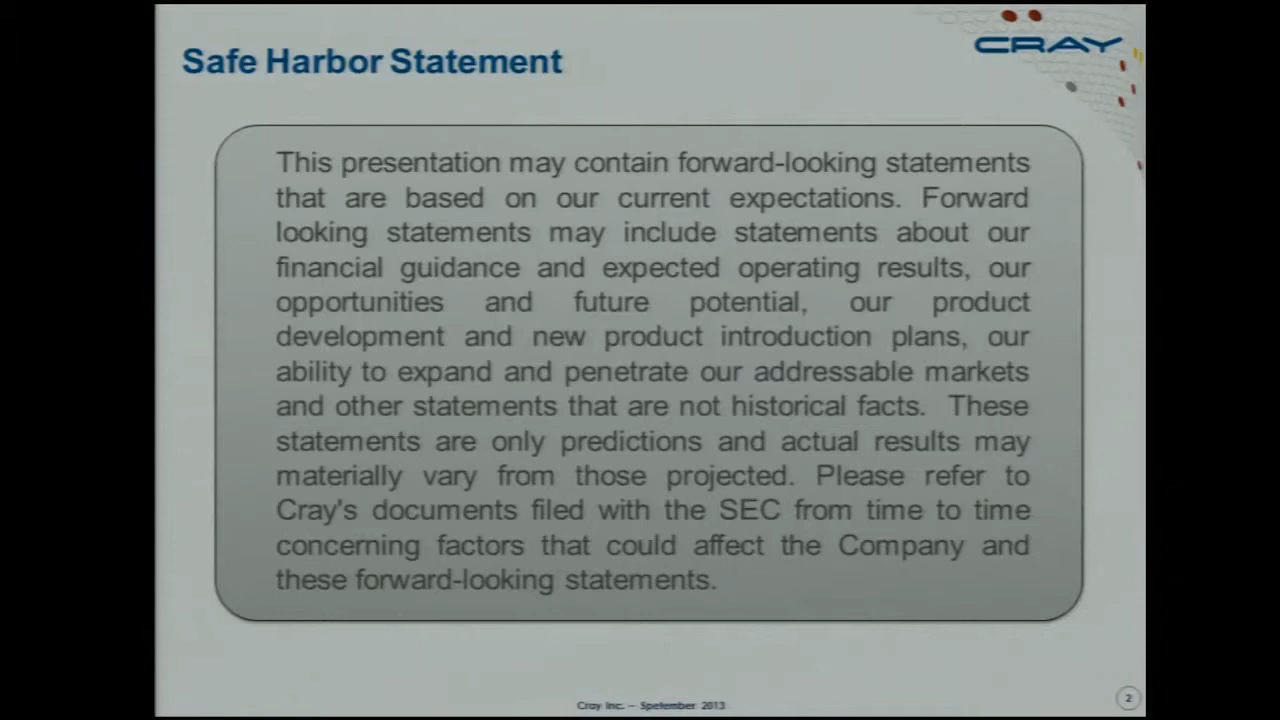 Safe Harbor Statement
CRAY
This presentation may contain forward-looking statements
that are based on our current expectations. Forward
looking statements may include statements about our
financial guidance and expected operating results, our
opportunities and future potential, our product
development and new product introduction plans, our
ability to expand and penetrate our addressable markets
and other statements that are not historical facts. These
statements are only predictions and actual results may
materially vary from those projected. Please refer to
Cray's documents filed with the SEC from time to time
concerning factors that could affect the Company and
these forward-looking statements.
Cray Inc. – Spetember 2013
2